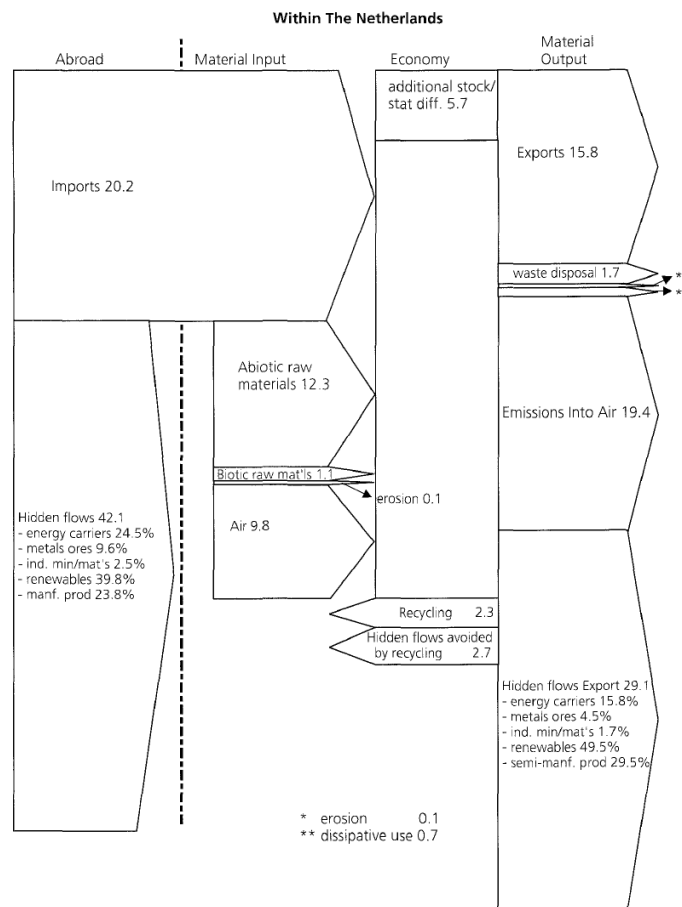 Within The Netherlands
Abroad
Material Input
Economy
Material
Output
additional stock/
stat diff. 5.7
Exports 15.8
Imports 20.2
waste disposal 1.7
*
*
Abiotic raw
materials 12.3
Emissions Into Air 19.4
Biotic raw mat'ls 1.1
erosion 0.1
Air 9.8
Hidden flows 42.1
- energy carriers 24.5%
- metals ores 9.6%
- ind. min/mat's 2.5%
- renewables 39.8%
- manf. prod 23.8%
Recycling 2.3
Hidden flows avoided
by recycling 2.7
Hidden flows Export 29.1
- energy carriers 15.8%
- metals ores 4.5%
- ind. min/mat's 1.7%
- renewables 49.5%
- semi-manf. prod 29.5%
* erosion 0.1
** dissipative use 0.7